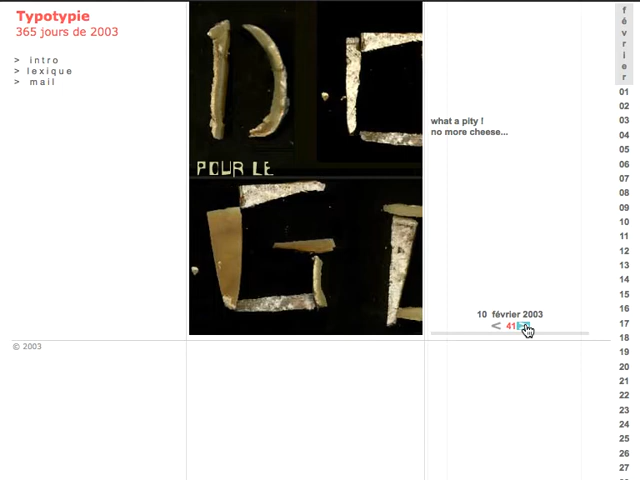 Typotypie
365 jours de 2003
> intro
> lexique
> mail
D
POUR LE
G
what a pity !
no more cheese...
10 février 2003
< 41
© 2003
février
01
02
03
04
05
06
07
08
09
10
11
12
13
14
15
16
17
18
19
20
21
22
23
24
25
26
27